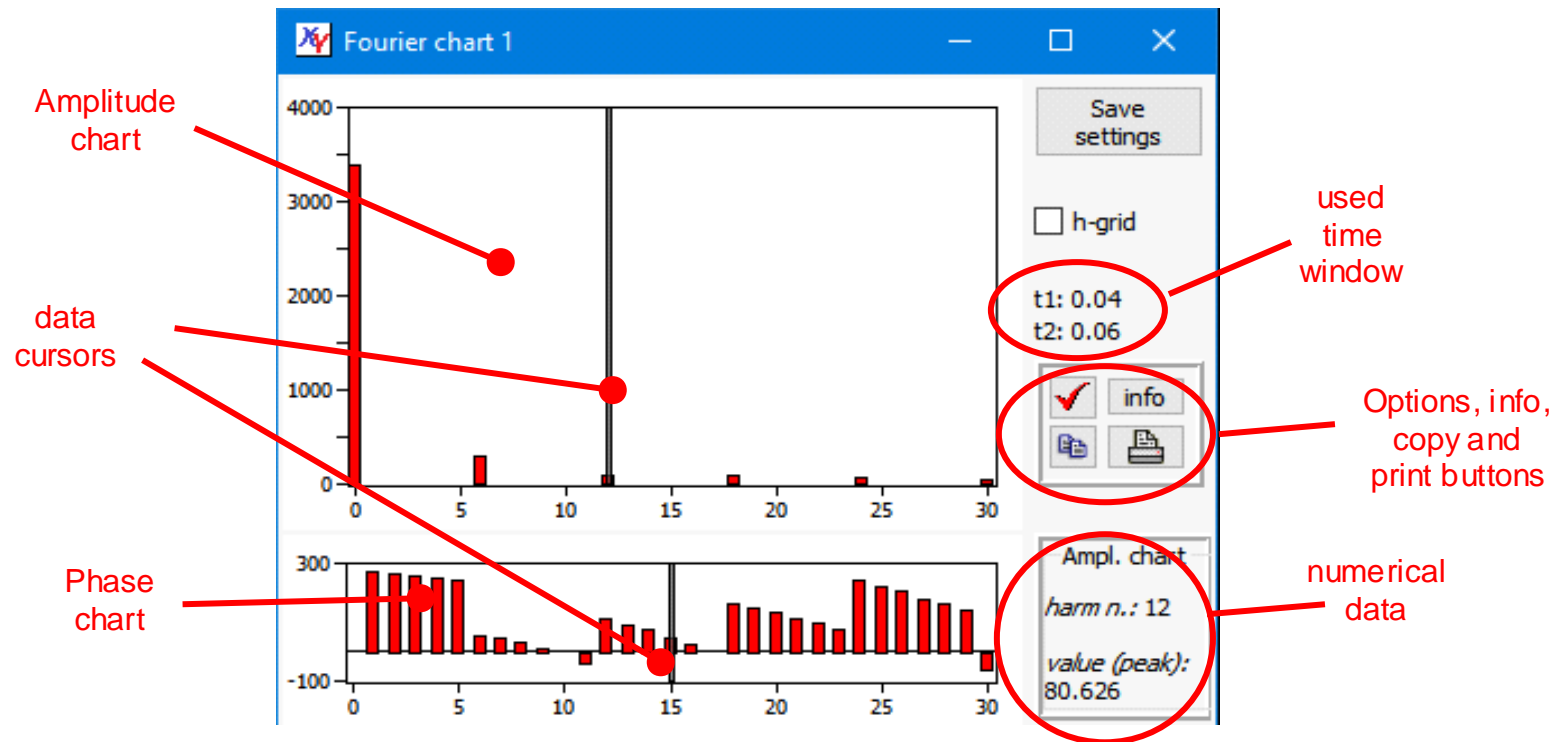 XY Fourier chart 1
Amplitude
chart
data
cursors
Phase
chart
4000
3000
2000
1000
0
0 5 10 15 20 25 30
300
-100
0 5 10 15 20 25 30
Save
settings
h-grid
t1: 0.04
t2: 0.06
info
Ampl. chart
harm n.: 12
value (peak):
80.626
used
time
window
Options, info,
copy and
print buttons
numerical
data